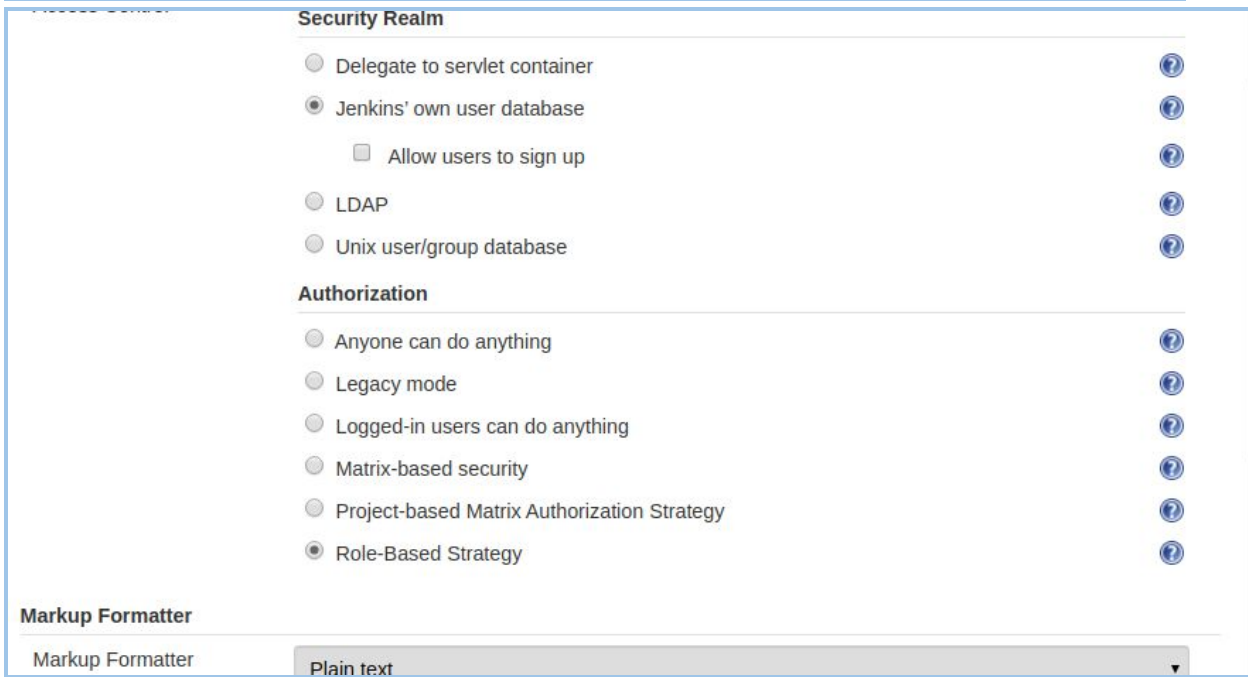 Security Realm
Delegate to servlet container
Jenkins’ own user database
Allow users to sign up
LDAP
Unix user/group database
Authorization
Anyone can do anything
Legacy mode
Logged-in users can do anything
Matrix-based security
Project-based Matrix Authorization Strategy
Role-Based Strategy
Markup Formatter
Markup Formatter
Plain text